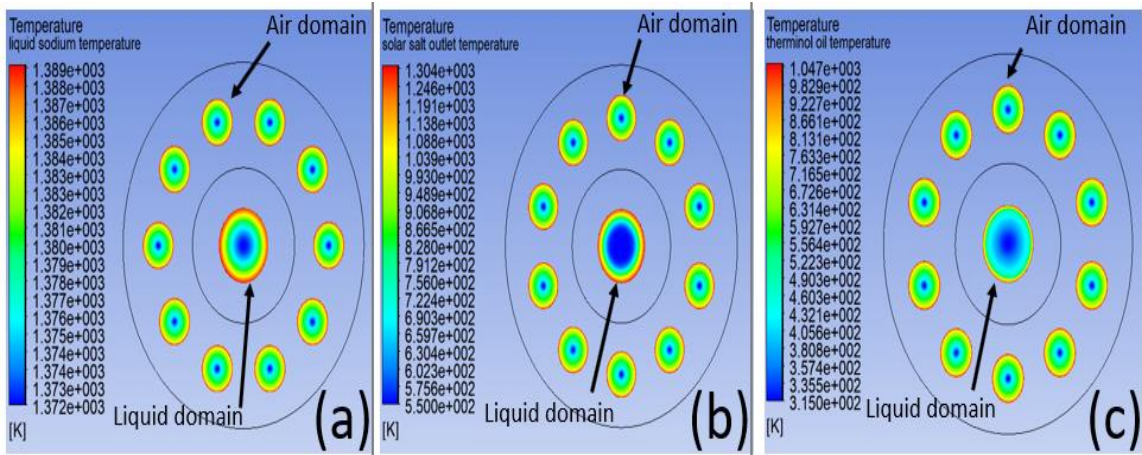 Temperature
liquid sodium temperature
Air domain
1.389e+003
1.388e+003
1.387e+003
1.386e+003
1.385e+003
1.384e+003
1.383e+003
1.382e+003
1.381e+003
1.380e+003
1.379e+003
1.378e+003
1.377e+003
1.376e+003
1.374e+003
1.373e+003
1.372e+003
[K]
Liquid domain
(a)
Temperature
solar salt outlet temperature
Air domain
1.304e+003
1.246e+003
1.191e+003
1.138e+003
1.088e+003
1.039e+003
9.930e+002
9.489e+002
9.068e+002
8.665e+002
8.280e+002
7.912e+002
7.560e+002
7.224e+002
6.903e+002
6.597e+002
6.304e+002
6.023e+002
5.756e+002
5.500e+002
[K]
Liquid domain
(b)
Temperature
therminol oil temperature
Air domain
1.047e+003
9.829e+002
9.227e+002
8.661e+002
8.131e+002
7.633e+002
7.165e+002
6.726e+002
6.314e+002
5.927e+002
5.564e+002
5.223e+002
4.903e+002
4.603e+002
4.321e+002
4.056e+002
3.808e+002
3.574e+002
3.355e+002
3.150e+002
[K]
Liquid domain
(c)